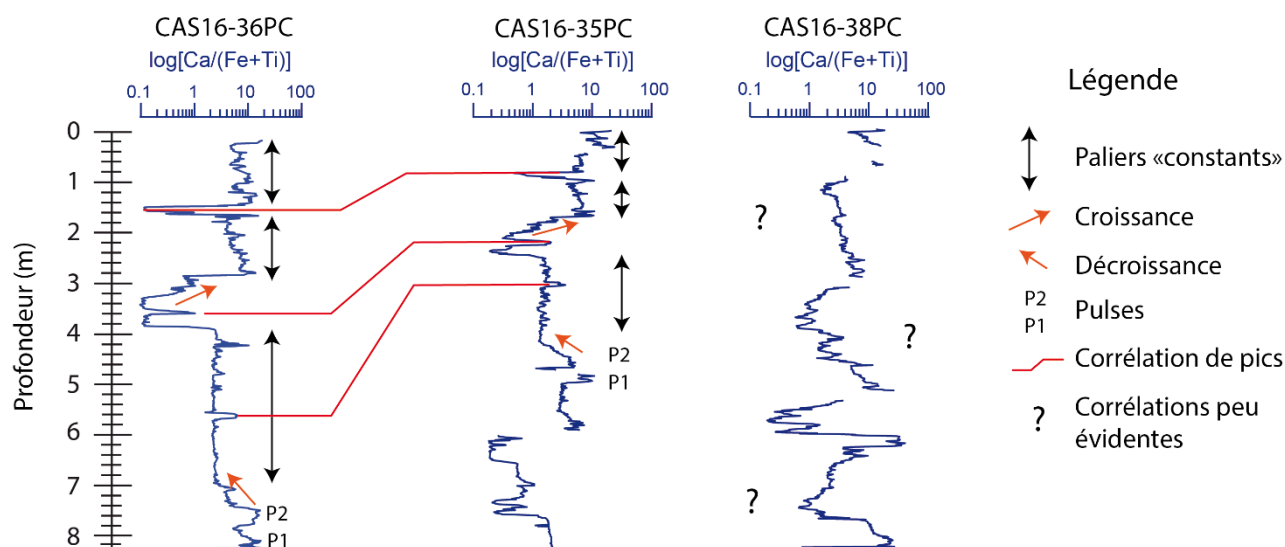 CAS16-36PC
log[Ca/(Fe+Ti)]
0.1 1 10 100
CAS16-35PC
log[Ca/(Fe+Ti)]
0.1 1 10 100
CAS16-38PC
log[Ca/(Fe+Ti)]
0.1 1 10 100
Profondeur (m)
0
1
2
3
4
5
6
7
8
P2
P1
P2
P1
?
?
?
Légende
Paliers «constants»
Croissance
Décroissance
P2
P1
Pulses
Corrélation de pics
?
Corrélations peu
évidentes